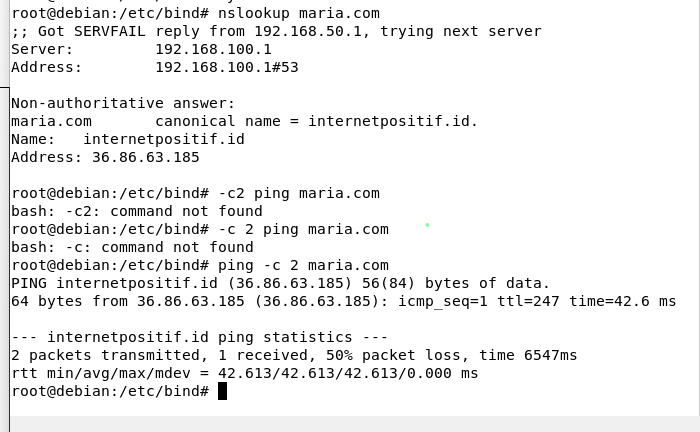 root@debian:/etc/bind# nslookup maria.com
;; Got SERVFAIL reply from 192.168.50.1, trying next server
Server:         192.168.100.1
Address:        192.168.100.1#53
Non-authoritative answer:
maria.com       canonical name = internetpositif.id.
Name:   internetpositif.id
Address: 36.86.63.185
root@debian:/etc/bind# -c2 ping maria.com
bash: -c2: command not found
root@debian:/etc/bind# -c 2 ping maria.com
bash: -c: command not found
root@debian:/etc/bind# ping -c 2 maria.com
PING internetpositif.id (36.86.63.185) 56(84) bytes of data.
64 bytes from 36.86.63.185 (36.86.63.185): icmp_seq=1 ttl=247 time=42.6 ms
--- internetpositif.id ping statistics ---
2 packets transmitted, 1 received, 50% packet loss, time 6547ms
rtt min/avg/max/mdev = 42.613/42.613/42.613/0.000 ms
root@debian:/etc/bind#